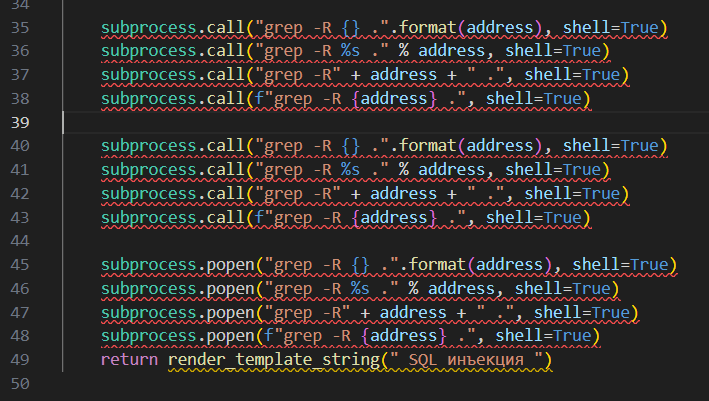 34
35 subprocess.call("grep -R {} .".format(address), shell=True)
36 subprocess.call("grep -R %s ." % address, shell=True)
37 subprocess.call("grep -R" + address + " .", shell=True)
38 subprocess.call(f"grep -R {address} .", shell=True)
39
40 subprocess.call("grep -R {} .".format(address), shell=True)
41 subprocess.call("grep -R %s ." % address, shell=True)
42 subprocess.call("grep -R" + address + " .", shell=True)
43 subprocess.call(f"grep -R {address} .", shell=True)
44
45 subprocess.popen("grep -R {} .".format(address), shell=True)
46 subprocess.popen("grep -R %s ." % address, shell=True)
47 subprocess.popen("grep -R" + address + " .", shell=True)
48 subprocess.popen(f"grep -R {address} .", shell=True)
49 return render_template_string(" SQL инъекция ")
50